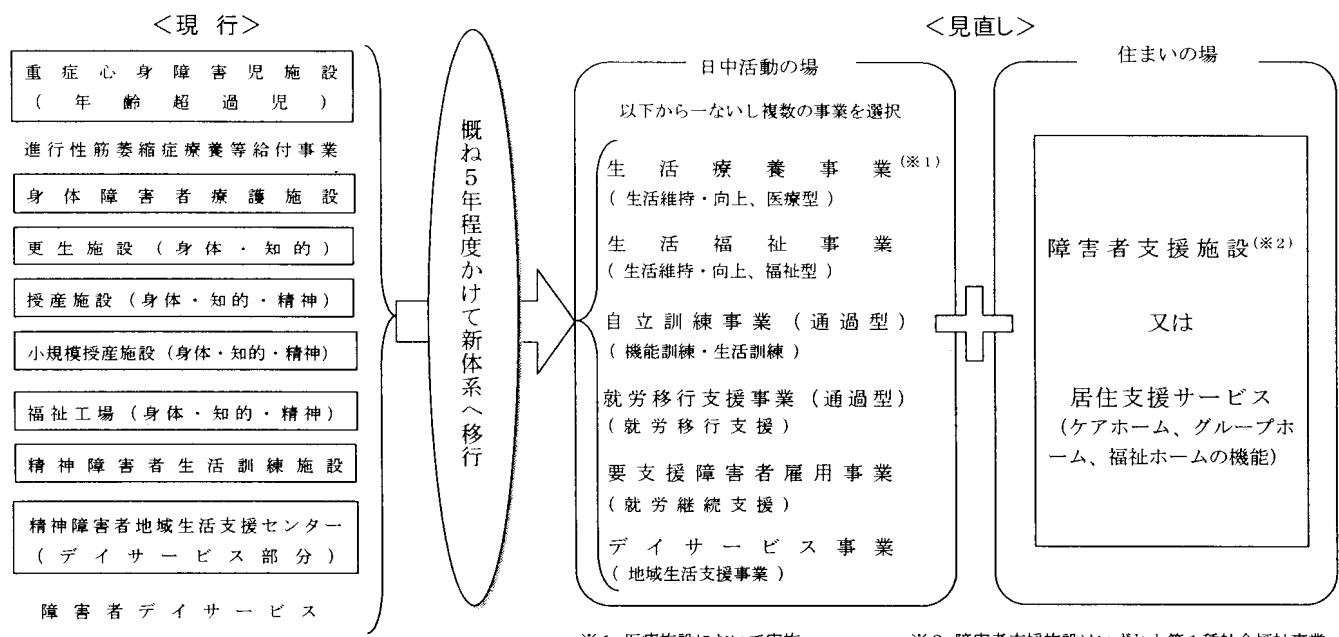 ＜現 行＞
重症心身障害児施設
（年齢超過児）
進行性筋萎縮症療養等給付事業
身体障害者療護施設
更生施設（身体・知的）
授産施設（身体・知的・精神）
小規模授産施設（身体・知的・精神）
福祉工場（身体・知的・精神）
精神障害者生活訓練施設
精神障害者地域生活支援センター
（デイサービス部分）
障害者デイサービス
概ね５年程度かけて新体系へ移行
＜見直し＞
日中活動の場
以下から一ないし複数の事業を選択
生活療養事業（※１）
（生活維持・向上、医療型）
生活福祉事業
（生活維持・向上、福祉型）
自立訓練事業（通過型）
（機能訓練・生活訓練）
就労移行支援事業（通過型）
（就労移行支援）
要支援障害者雇用事業
（就労継続支援）
デイサービス事業
（地域生活支援事業）
住まいの場
障害者支援施設（※２）
又は
居住支援サービス
（ケアホーム、グループホ
ーム、福祉ホームの機能）